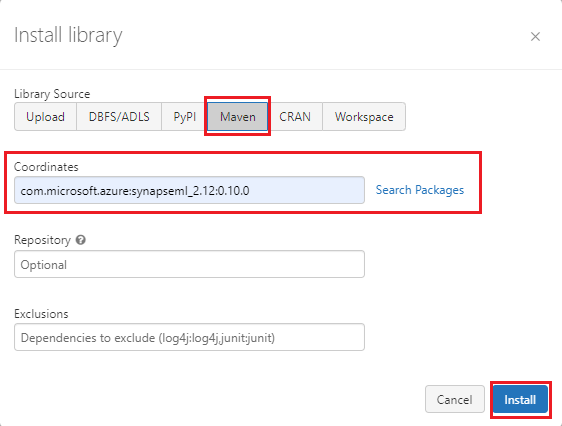 Install library ×
Library Source
Upload DBFS/ADLS PyPI Maven CRAN Workspace
Coordinates
com.microsoft.azure:synapseml_2.12:0.10.0 Search Packages
Repository ?
Optional
Exclusions
Dependencies to exclude (log4j:log4j,junit:junit)
Cancel Install